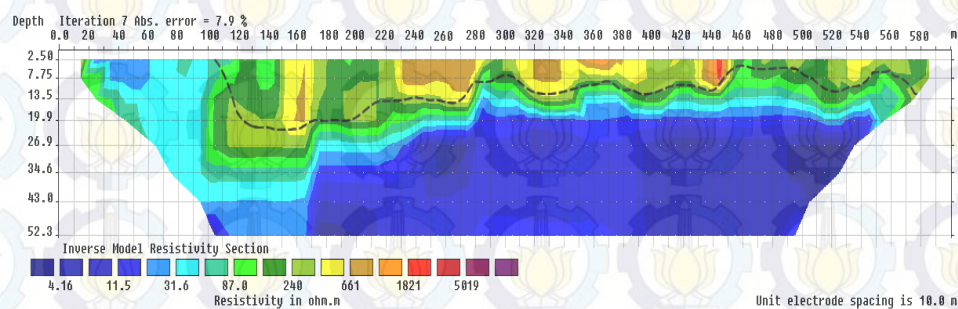 Depth Iteration 7 Abs. error = 7.9 %
0.0 20 40 60 80 100 120 140 160 180 200 220 240 260 280 300 320 340 360 380 400 420 440 460 480 500 520 540 560 580 m
2.50
7.75
13.5
19.9
26.9
34.6
43.0
52.3
Inverse Model Resistivity Section
4.16 11.5 31.6 87.0 240 661 1821 5019
Resistivity in ohm.m Unit electrode spacing is 10.0 m